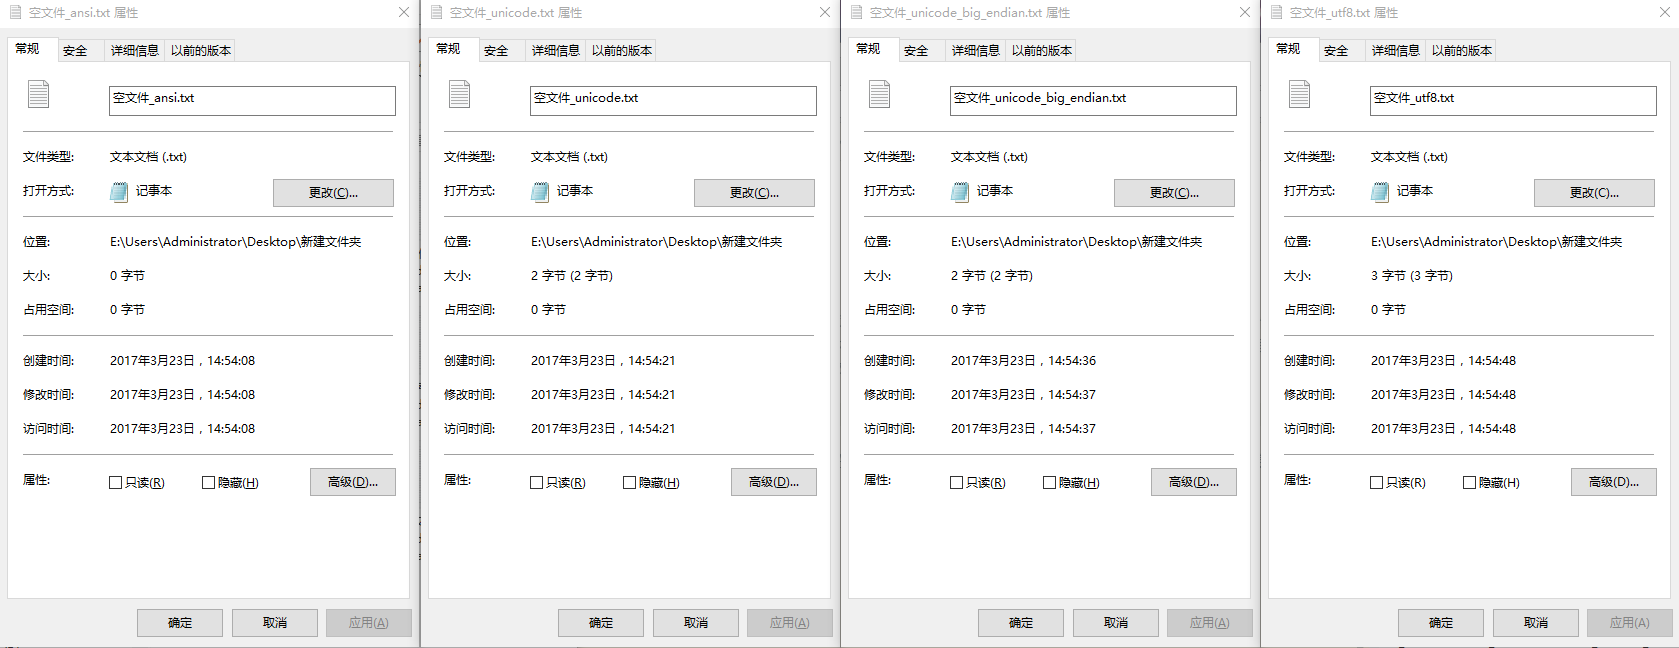 空文件_ansi.txt 属性
常规 安全 详细信息 以前的版本
空文件_ansi.txt
文件类型: 文本文档 (.txt)
打开方式: 记事本 更改(C)...
位置: E:\Users\Administrator\Desktop\新建文件夹
大小: 0 字节
占用空间: 0 字节
创建时间: 2017年3月23日，14:54:08
修改时间: 2017年3月23日，14:54:08
访问时间: 2017年3月23日，14:54:08
属性: 只读(R) 隐藏(H) 高级(D)...
确定 取消 应用(A)
空文件_unicode.txt 属性
常规 安全 详细信息 以前的版本
空文件_unicode.txt
文件类型: 文本文档 (.txt)
打开方式: 记事本 更改(C)...
位置: E:\Users\Administrator\Desktop\新建文件夹
大小: 2 字节 (2 字节)
占用空间: 0 字节
创建时间: 2017年3月23日，14:54:21
修改时间: 2017年3月23日，14:54:21
访问时间: 2017年3月23日，14:54:21
属性: 只读(R) 隐藏(H) 高级(D)...
确定 取消 应用(A)
空文件_unicode_big_endian.txt 属性
常规 安全 详细信息 以前的版本
空文件_unicode_big_endian.txt
文件类型: 文本文档 (.txt)
打开方式: 记事本 更改(C)...
位置: E:\Users\Administrator\Desktop\新建文件夹
大小: 2 字节 (2 字节)
占用空间: 0 字节
创建时间: 2017年3月23日，14:54:36
修改时间: 2017年3月23日，14:54:37
访问时间: 2017年3月23日，14:54:37
属性: 只读(R) 隐藏(H) 高级(D)...
确定 取消 应用(A)
空文件_utf8.txt 属性
常规 安全 详细信息 以前的版本
空文件_utf8.txt
文件类型: 文本文档 (.txt)
打开方式: 记事本 更改(C)...
位置: E:\Users\Administrator\Desktop\新建文件夹
大小: 3 字节 (3 字节)
占用空间: 0 字节
创建时间: 2017年3月23日，14:54:48
修改时间: 2017年3月23日，14:54:48
访问时间: 2017年3月23日，14:54:48
属性: 只读(R) 隐藏(H) 高级(D)...
确定 取消 应用(A)